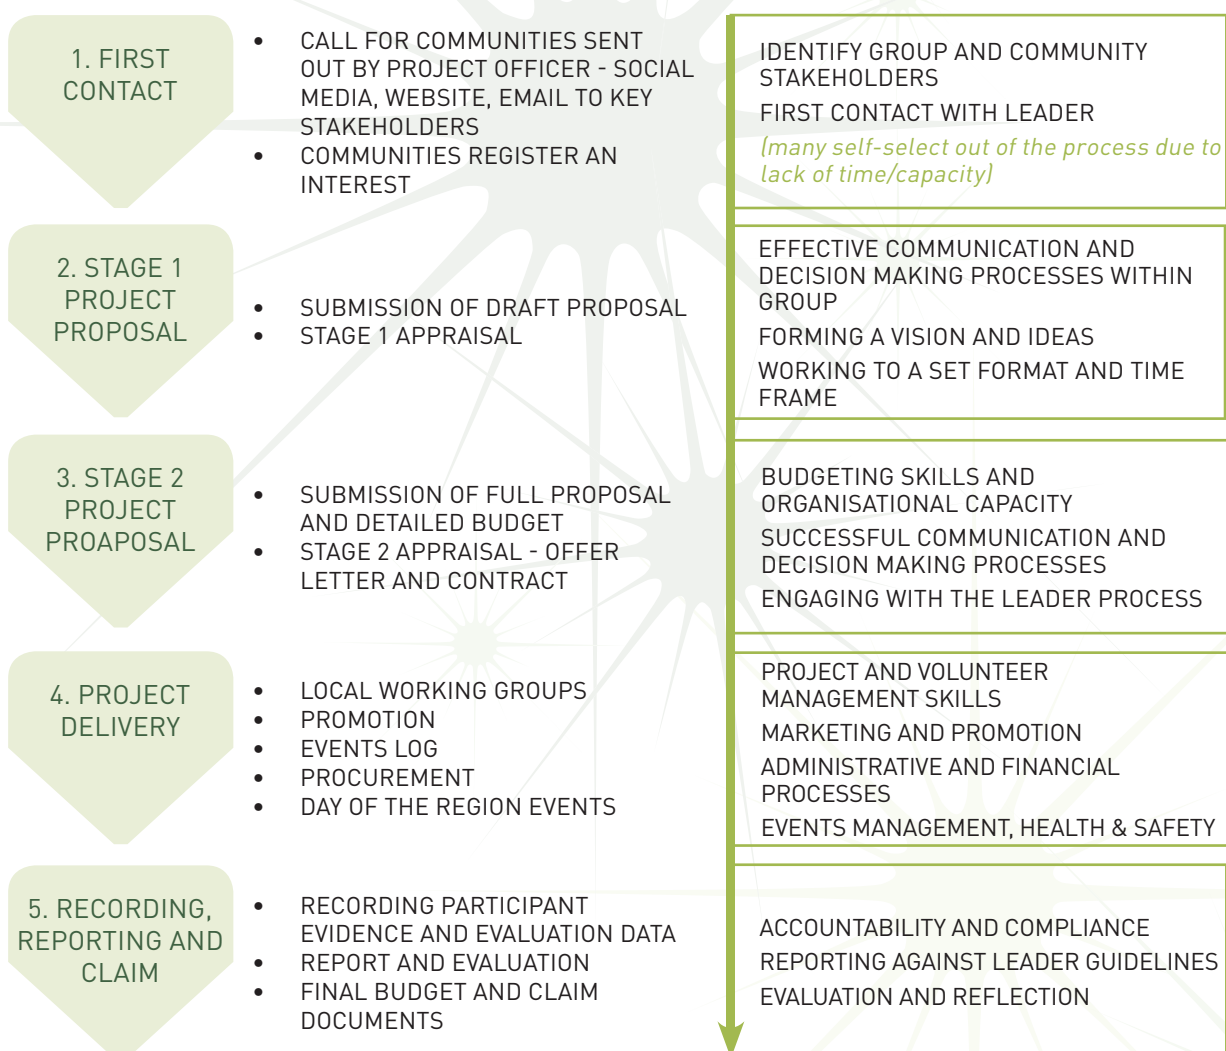 1. FIRST
CONTACT
• CALL FOR COMMUNITIES SENT
OUT BY PROJECT OFFICER - SOCIAL
MEDIA, WEBSITE, EMAIL TO KEY
STAKEHOLDERS
• COMMUNITIES REGISTER AN
INTEREST
IDENTIFY GROUP AND COMMUNITY
STAKEHOLDERS
FIRST CONTACT WITH LEADER
(many self-select out of the process due to
lack of time/capacity)
2. STAGE 1
PROJECT
PROPOSAL
• SUBMISSION OF DRAFT PROPOSAL
• STAGE 1 APPRAISAL
EFFECTIVE COMMUNICATION AND
DECISION MAKING PROCESSES WITHIN
GROUP
FORMING A VISION AND IDEAS
WORKING TO A SET FORMAT AND TIME
FRAME
3. STAGE 2
PROJECT
PROAPOSAL
• SUBMISSION OF FULL PROPOSAL
AND DETAILED BUDGET
• STAGE 2 APPRAISAL - OFFER
LETTER AND CONTRACT
BUDGETING SKILLS AND
ORGANISATIONAL CAPACITY
SUCCESSFUL COMMUNICATION AND
DECISION MAKING PROCESSES
ENGAGING WITH THE LEADER PROCESS
4. PROJECT
DELIVERY
• LOCAL WORKING GROUPS
• PROMOTION
• EVENTS LOG
• PROCUREMENT
• DAY OF THE REGION EVENTS
PROJECT AND VOLUNTEER
MANAGEMENT SKILLS
MARKETING AND PROMOTION
ADMINISTRATIVE AND FINANCIAL
PROCESSES
EVENTS MANAGEMENT, HEALTH & SAFETY
5. RECORDING,
REPORTING AND
CLAIM
• RECORDING PARTICIPANT
EVIDENCE AND EVALUATION DATA
• REPORT AND EVALUATION
• FINAL BUDGET AND CLAIM
DOCUMENTS
ACCOUNTABILITY AND COMPLIANCE
REPORTING AGAINST LEADER GUIDELINES
EVALUATION AND REFLECTION